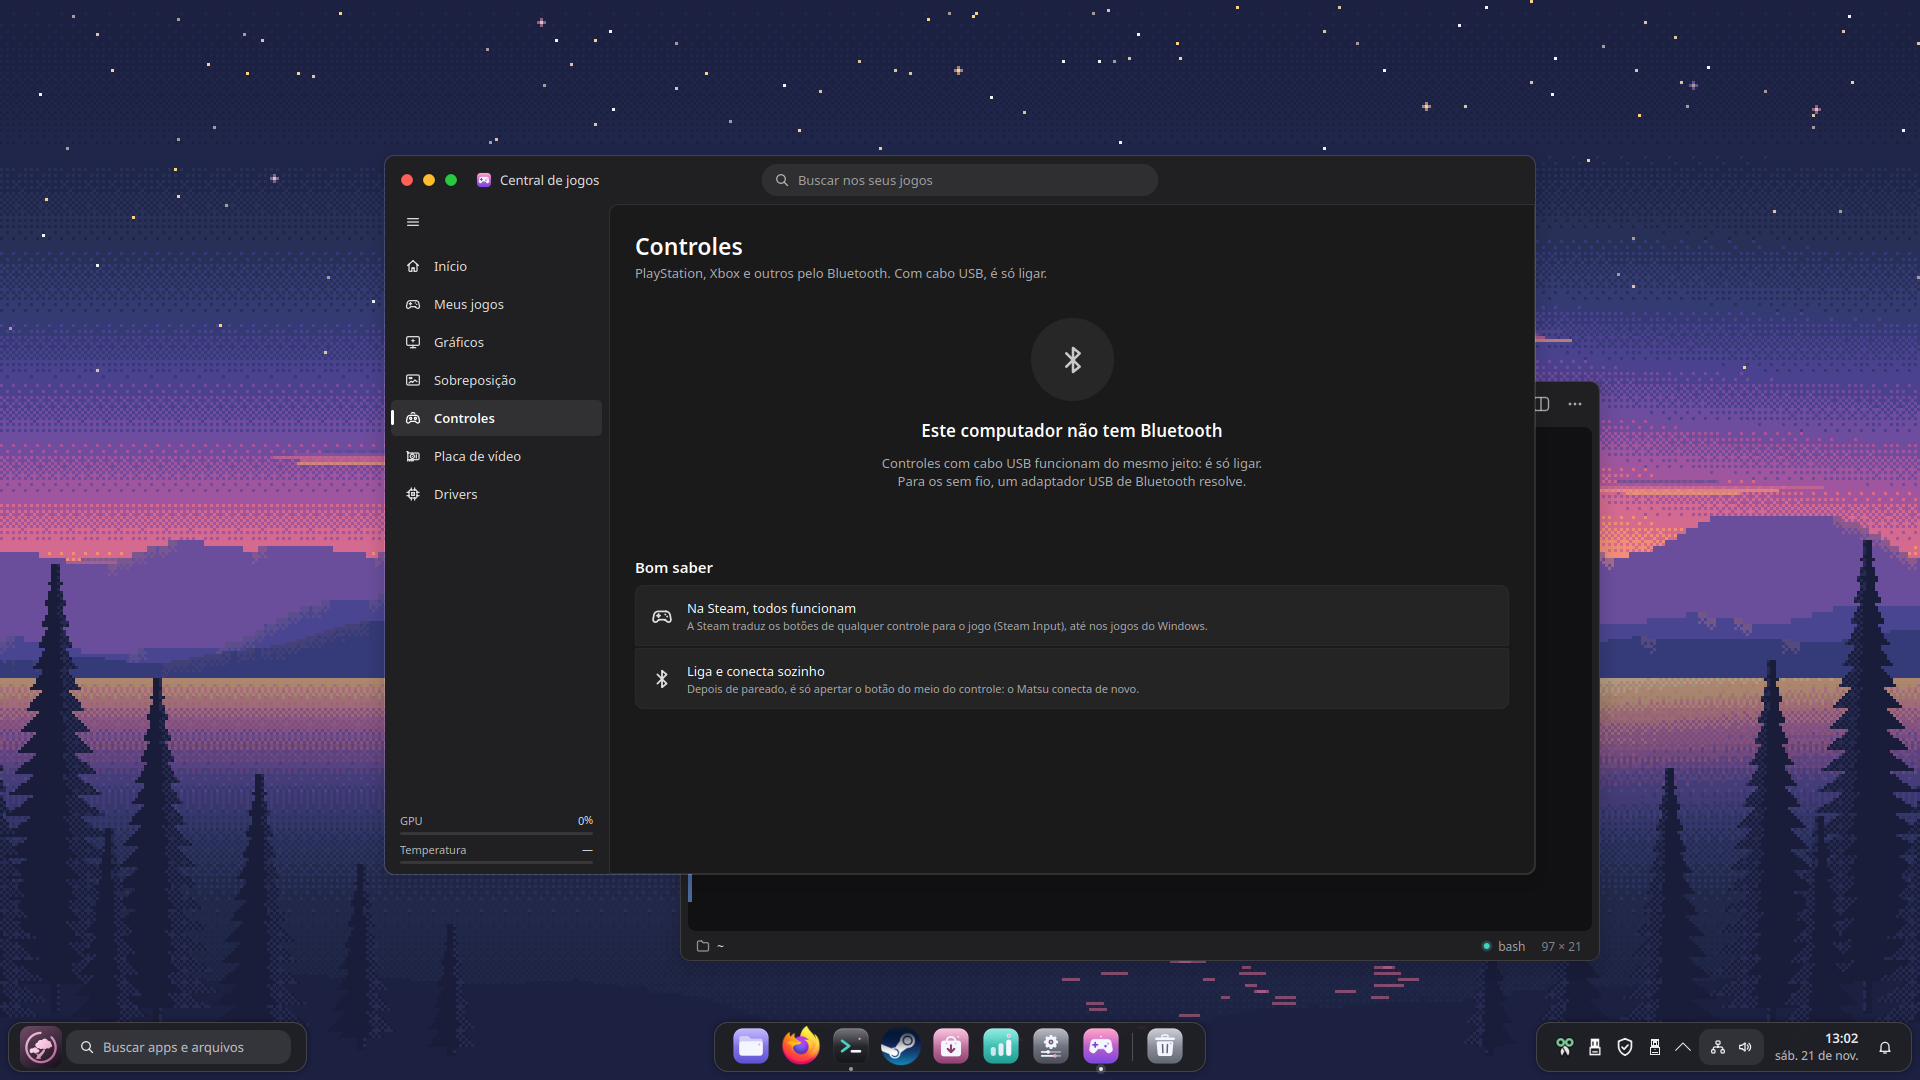 Central de jogos
Buscar nos seus jogos
Início
Meus jogos
Gráficos
Sobreposição
Controles
Placa de vídeo
Drivers
GPU 0%
Temperatura —
Controles
PlayStation, Xbox e outros pelo Bluetooth. Com cabo USB, é só ligar.
Este computador não tem Bluetooth
Controles com cabo USB funcionam do mesmo jeito: é só ligar.
Para os sem fio, um adaptador USB de Bluetooth resolve.
Bom saber
Na Steam, todos funcionam
A Steam traduz os botões de qualquer controle para o jogo (Steam Input), até nos jogos do Windows.
Liga e conecta sozinho
Depois de pareado, é só apertar o botão do meio do controle: o Matsu conecta de novo.
~
bash 97 × 21
Buscar apps e arquivos
13:02
sáb. 21 de nov.